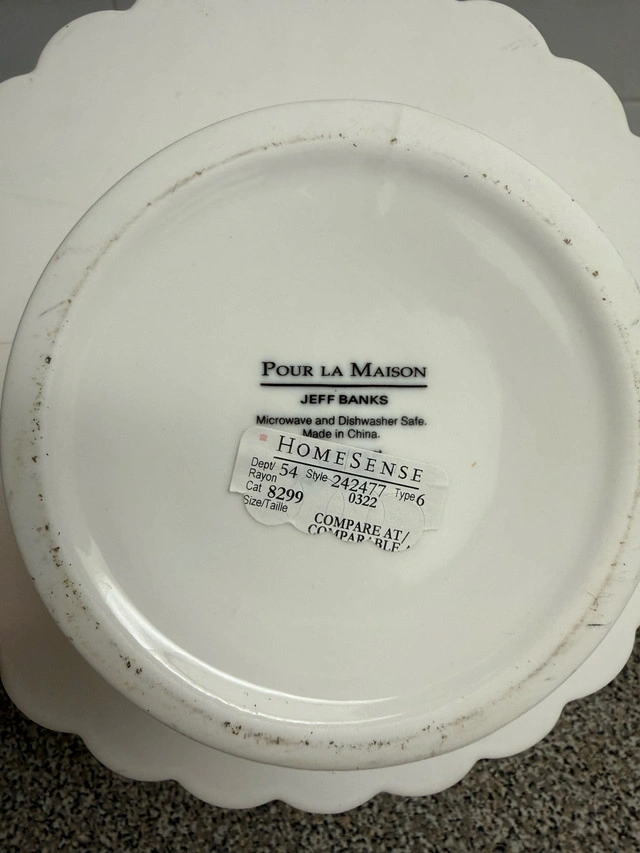 POUR LA MAISON
JEFF BANKS
Microwave and Dishwasher Safe.
Made in China.
HOMESENSE
Dept/ 54 Style 242477 Type 6
Rayon 0322
Cat 8299
Size/Taille
COMPARE AT/
COMPARABLE